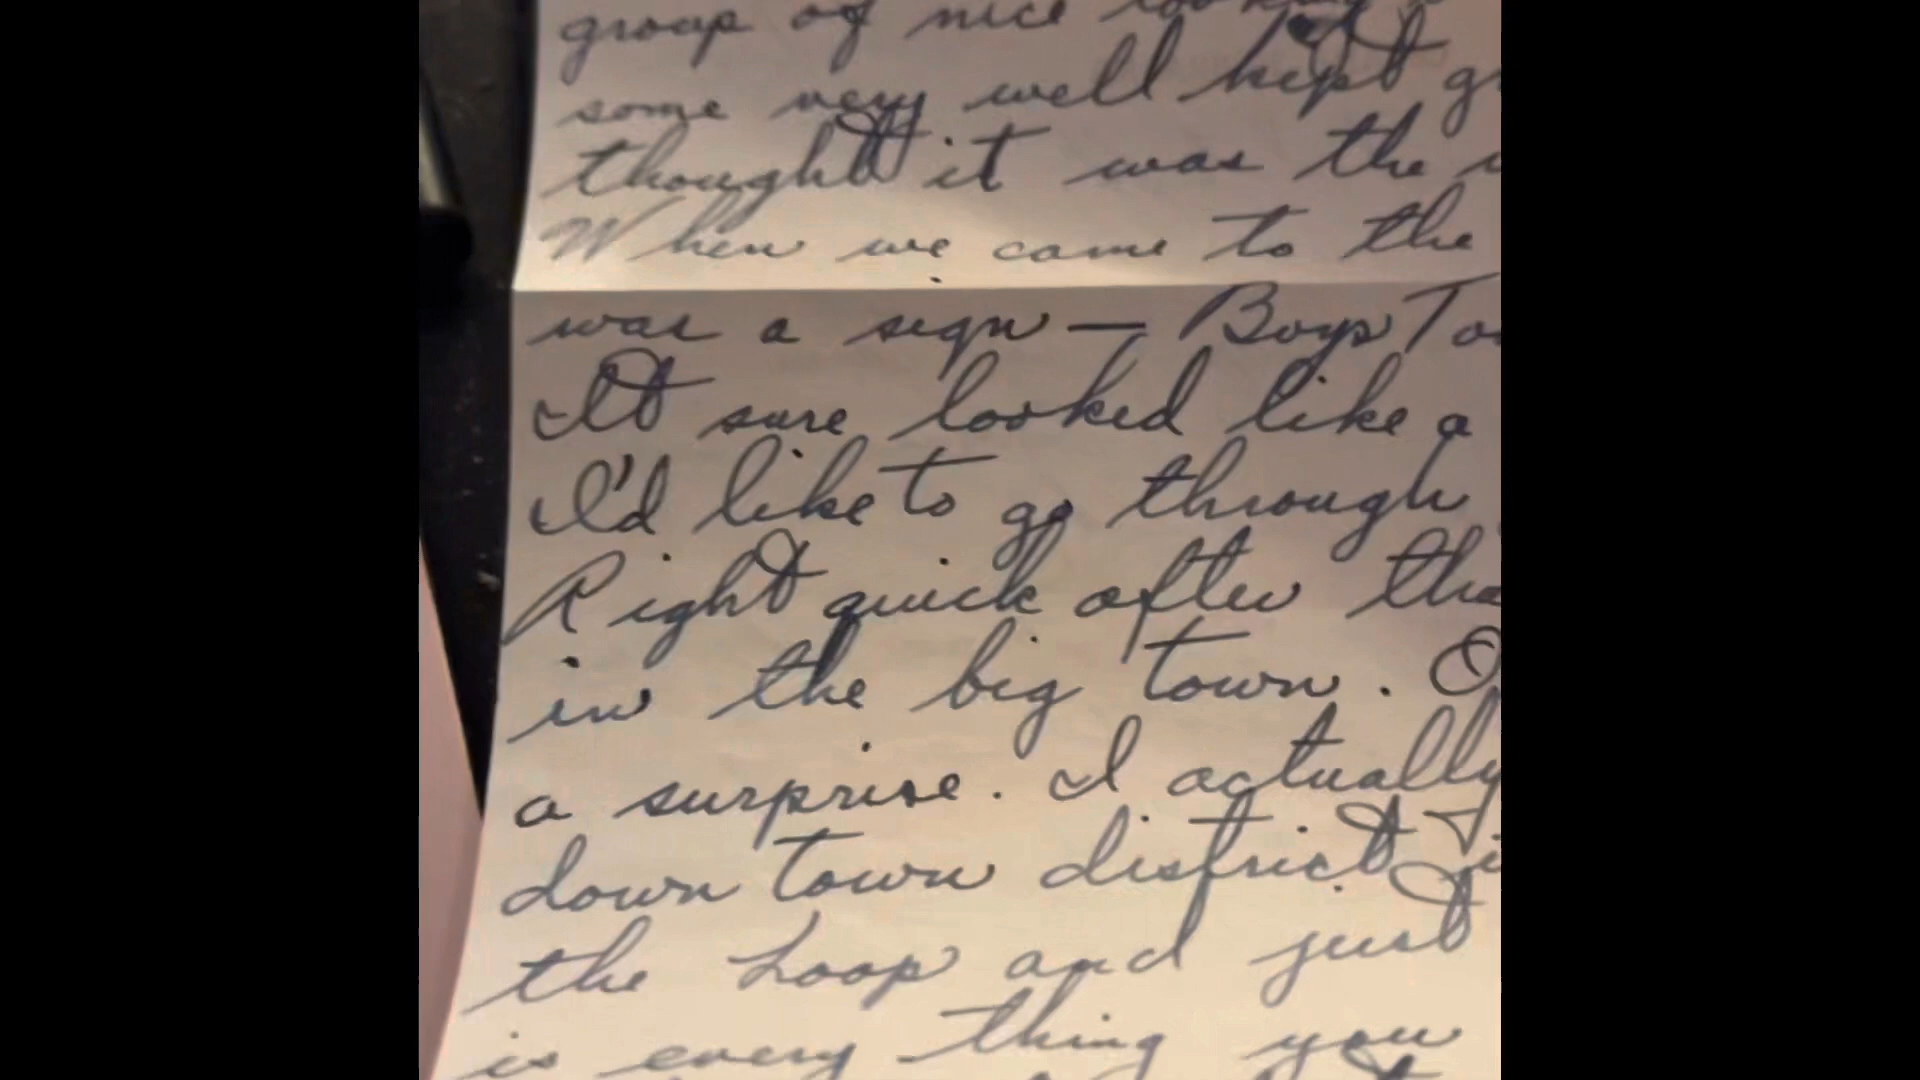 group of nice looking
some very well kept
thought it was the
When we came to the
was a sign — Boys
It sure looked like a
I'd like to go through
Right quick after
in the big town.
a surprise. I actually
down town district
the Loop and just
is every thing you